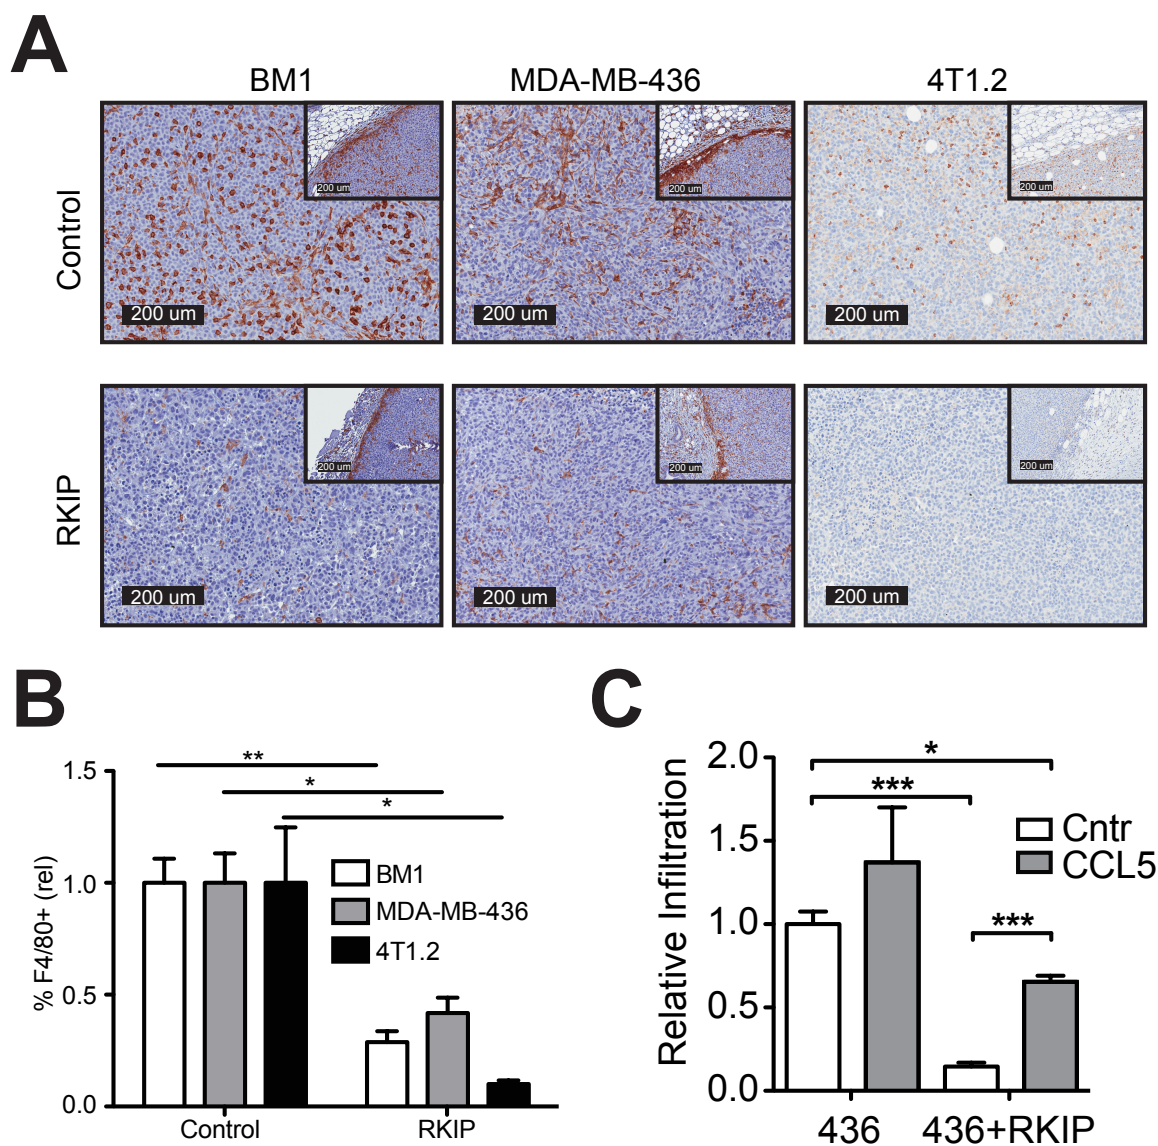 A
BM1 MDA-MB-436 4T1.2
Control
200 um 200 um 200 um
200 um 200 um 200 um
RKIP
200 um 200 um 200 um
200 um 200 um 200 um
B
% F4/80+ (rel)
1.5
1.0
0.5
0.0
**
*
*
BM1
MDA-MB-436
4T1.2
Control RKIP
C
Relative Infiltration
2.0
1.5
1.0
0.5
0.0
*
***
***
Cntr
CCL5
436 436+RKIP